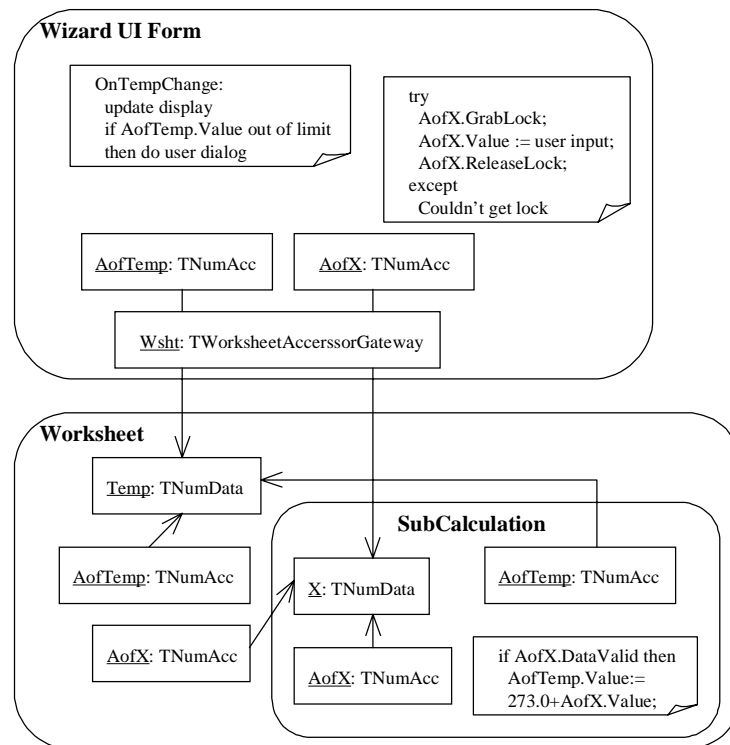 Wizard UI Form
OnTempChange:
update display
if AofTemp.Value out of limit
then do user dialog
try
AofX.GrabLock;
AofX.Value := user input;
AofX.ReleaseLock;
except
Couldn't get lock
AofTemp: TNumAcc
AofX: TNumAcc
Wsht: TWorksheetAccerssorGateway
Worksheet
Temp: TNumData
SubCalculation
AofTemp: TNumAcc
X: TNumData
AofTemp: TNumAcc
AofX: TNumAcc
AofX: TNumAcc
if AofX.DataValid then
AofTemp.Value:=
273.0+AofX.Value;